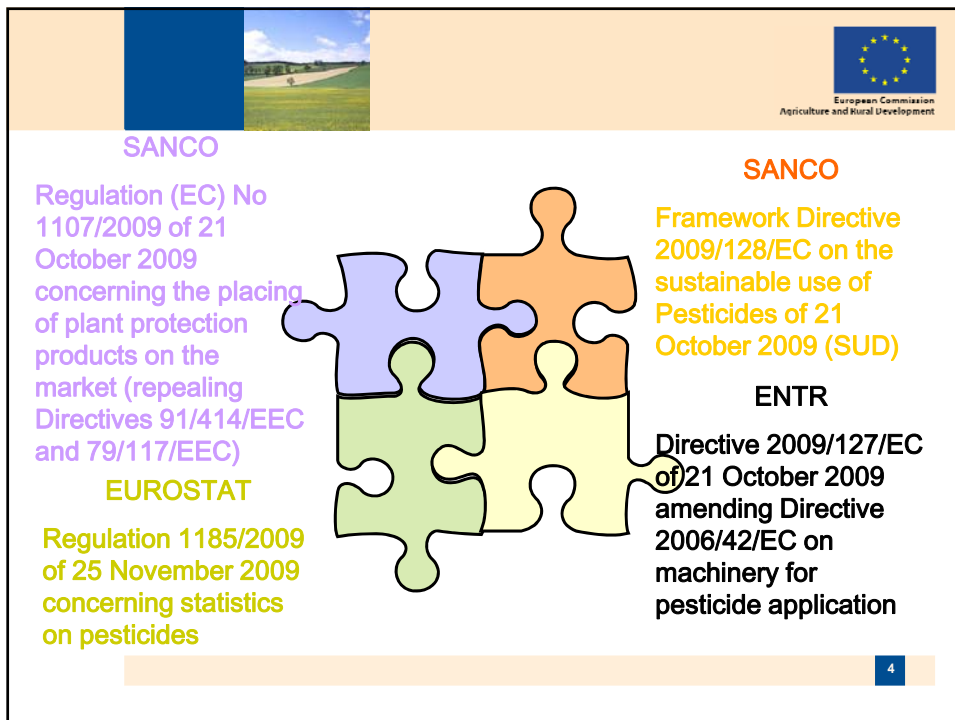 European Commission
Agriculture and Rural Development
SANCO
Regulation (EC) No
1107/2009 of 21
October 2009
concerning the placing
of plant protection
products on the
market (repealing
Directives 91/414/EEC
and 79/117/EEC)
EUROSTAT
Regulation 1185/2009
of 25 November 2009
concerning statistics
on pesticides
SANCO
Framework Directive
2009/128/EC on the
sustainable use of
Pesticides of 21
October 2009 (SUD)
ENTR
Directive 2009/127/EC
of 21 October 2009
amending Directive
2006/42/EC on
machinery for
pesticide application
4